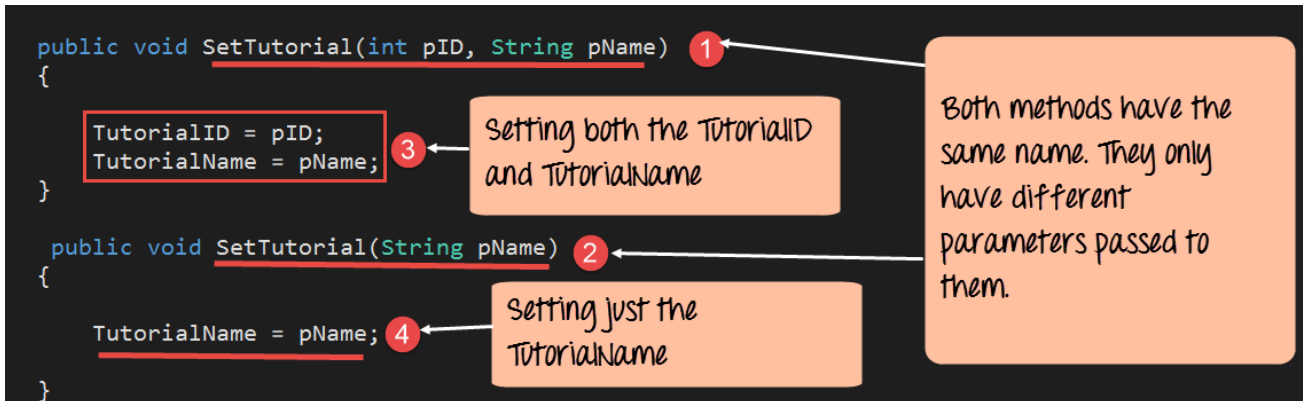 public void SetTutorial(int pID, String pName)
1
{
TutorialID = pID;
TutorialName = pName;
3
Setting both the TutorialID
and TutorialName
}
public void SetTutorial(String pName)
2
{
TutorialName = pName;
4
Setting just the
TutorialName
}
Both methods have the
same name. They only
have different
parameters passed to
them.